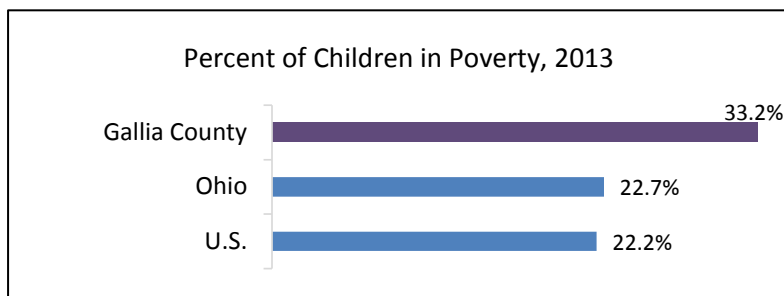 Percent of Children in Poverty, 2013
33.2%
Gallia County
Ohio
22.7%
U.S.
22.2%